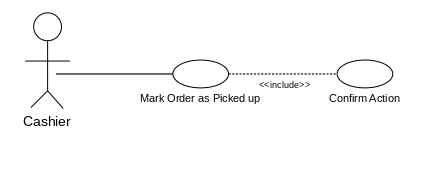 <<include>>
Mark Order as Picked up
Confirm Action
Cashier